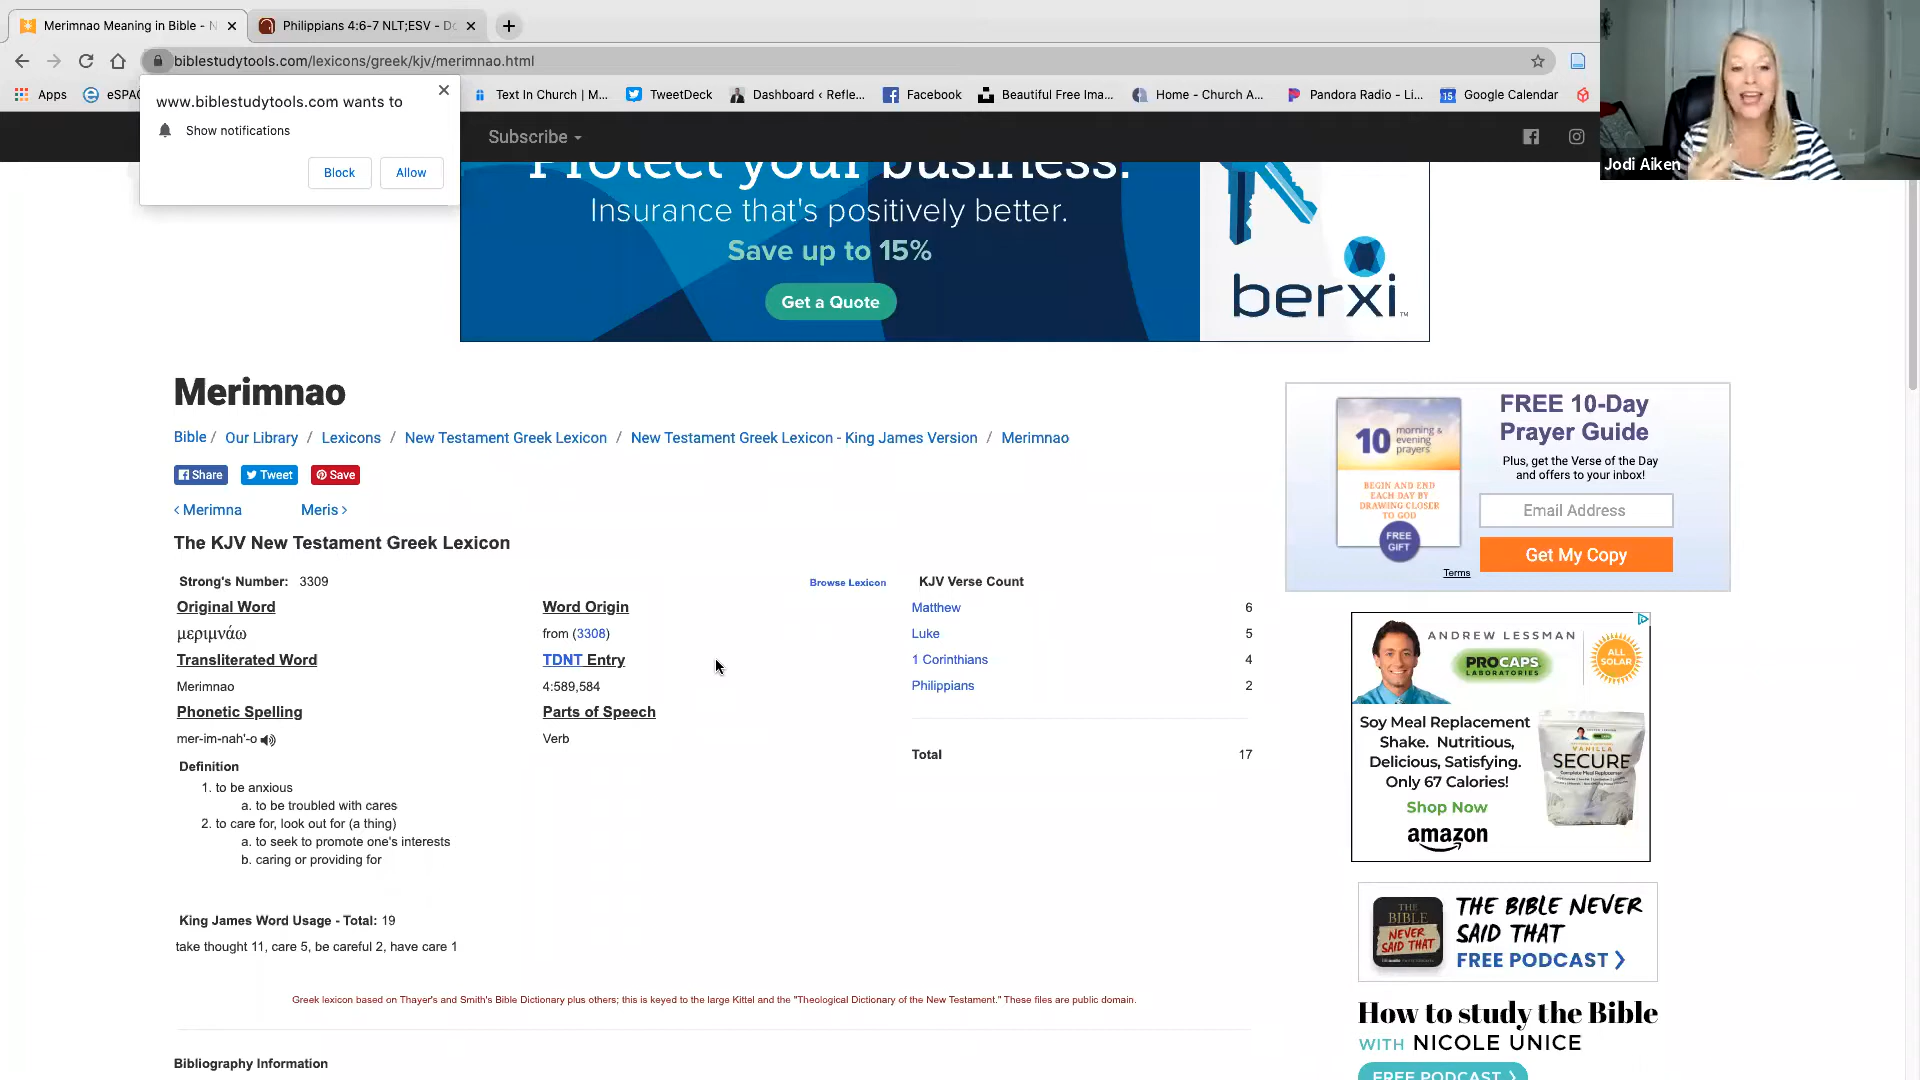 Merimnao Meaning in Bible - N
Philippians 4:6-7 NLT;ESV - Do
biblestudytools.com/lexicons/greek/kjv/merimnao.html
Apps
eSPAC
Text In Church | M...
TweetDeck
Dashboard ‹ Refle...
Facebook
Beautiful Free Ima...
Home - Church A...
Pandora Radio - Li...
15
Google Calendar
www.biblestudytools.com wants to
Show notifications
Block
Allow
Subscribe
Jodi Aiken
Protect your business.
Insurance that's positively better.
Save up to 15%
Get a Quote
berxi™
Merimnao
Bible / Our Library / Lexicons / New Testament Greek Lexicon / New Testament Greek Lexicon - King James Version / Merimnao
Share
Tweet
Save
‹ Merimna
Meris ›
The KJV New Testament Greek Lexicon
Strong's Number: 3309
Browse Lexicon
Original Word
Word Origin
μεριμνάω
from (3308)
Transliterated Word
TDNT Entry
Merimnao
4:589,584
Phonetic Spelling
Parts of Speech
mer-im-nah'-o
Verb
Definition
1. to be anxious
a. to be troubled with cares
2. to care for, look out for (a thing)
a. to seek to promote one's interests
b. caring or providing for
KJV Verse Count
Matthew 6
Luke 5
1 Corinthians 4
Philippians 2
Total 17
King James Word Usage - Total: 19
take thought 11, care 5, be careful 2, have care 1
Greek lexicon based on Thayer's and Smith's Bible Dictionary plus others; this is keyed to the large Kittel and the "Theological Dictionary of the New Testament." These files are public domain.
Bibliography Information
10 morning & evening prayers
BEGIN AND END
EACH DAY BY
DRAWING CLOSER
TO GOD
FREE
GIFT
FREE 10-Day
Prayer Guide
Plus, get the Verse of the Day
and offers to your inbox!
Email Address
Get My Copy
Terms
ANDREW LESSMAN
PROCAPS
LABORATORIES
ALL
SOLAR
Soy Meal Replacement
Shake. Nutritious,
Delicious, Satisfying.
Only 67 Calories!
Shop Now
amazon
VANILLA
SECURE
Complete Meal Replacement
THE
BIBLE
NEVER
SAID THAT
THE BIBLE NEVER
SAID THAT
FREE PODCAST
How to study the Bible
WITH NICOLE UNICE
FREE PODCAST